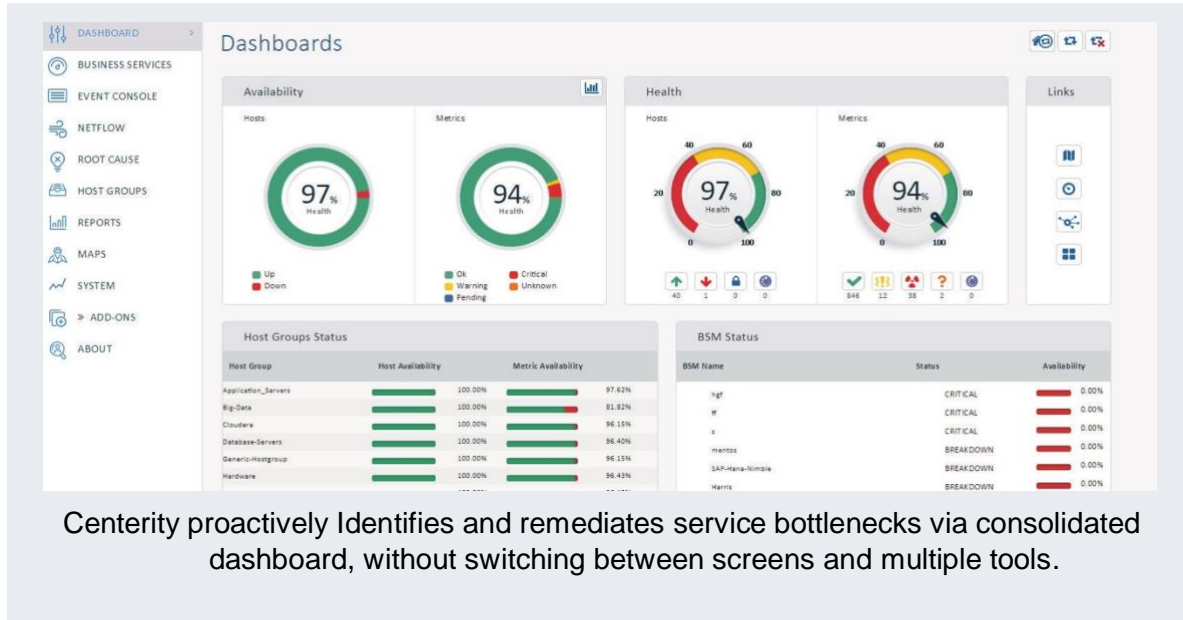 DASHBOARD >
BUSINESS SERVICES
EVENT CONSOLE
NETFLOW
ROOT CAUSE
HOST GROUPS
REPORTS
MAPS
SYSTEM
» ADD-ONS
ABOUT
Dashboards
Availability
Hosts
97%
Health
Up
Down
Metrics
94%
Health
Ok
Warning
Pending
Critical
Unknown
Health
Hosts
0 20 40 60 80 100
97%
Health
40 1 0 0
Metrics
0 20 40 60 80 100
94%
Health
846 12 38 2 0
Links
Host Groups Status
Host Group Host Availability Metric Availability
Application_Servers 100.00% 97.62%
Big-Data 100.00% 81.82%
Cloudera 100.00% 96.15%
Database-Servers 100.00% 96.40%
Generic-Hostgroup 100.00% 96.15%
Hardware 100.00% 96.43%
BSM Status
BSM Name Status Availability
hgf CRITICAL 0.00%
CRITICAL 0.00%
s CRITICAL 0.00%
mentos BREAKDOWN 0.00%
SAP-Hana-Nimble BREAKDOWN 0.00%
Harris BREAKDOWN 0.00%
Centerity proactively Identifies and remediates service bottlenecks via consolidated
dashboard, without switching between screens and multiple tools.